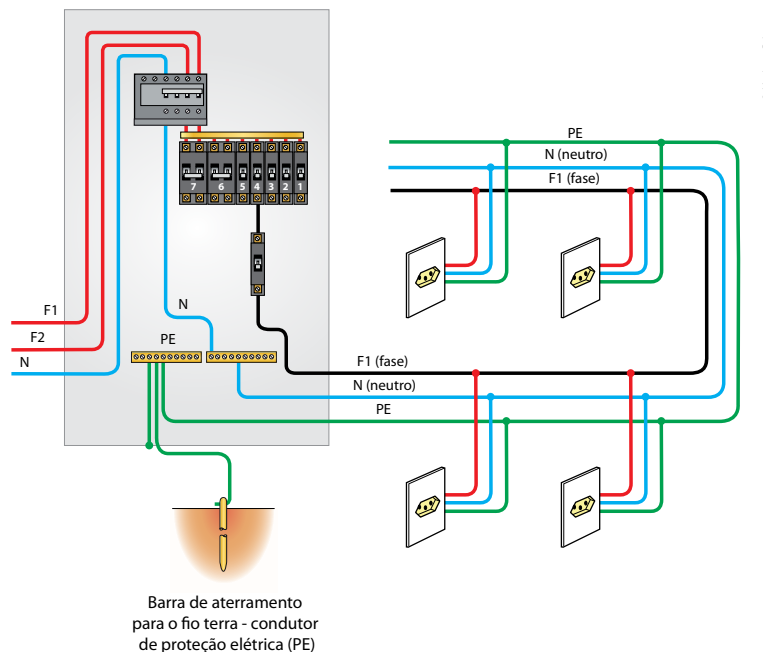 7 6 5 4 3 2 1
PE
N (neutro)
F1 (fase)
F1
F2
N
N
PE
F1 (fase)
N (neutro)
PE
Barra de aterramento
para o fio terra - condutor
de proteção elétrica (PE)